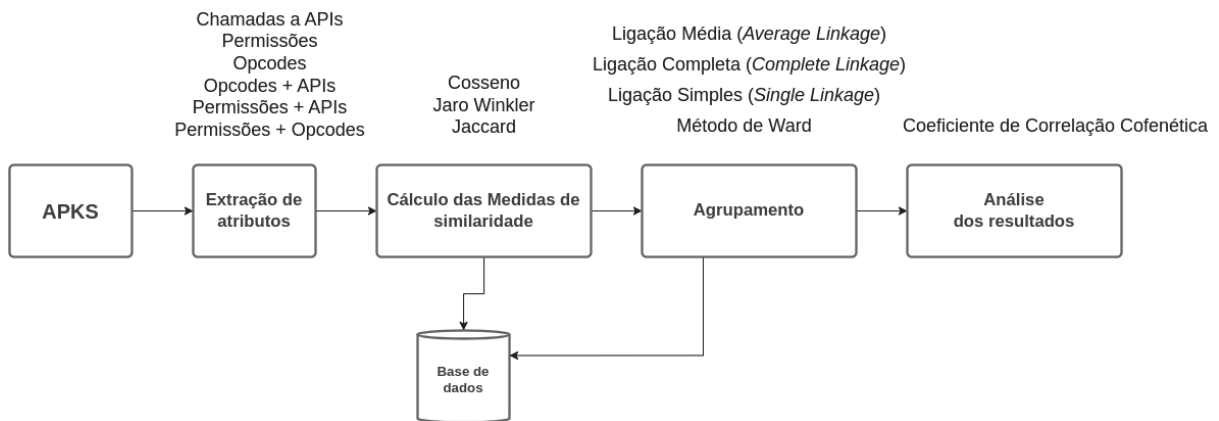 Chamadas a APIs
Permissões
Opcodes
Opcodes + APIs
Permissões + APIs
Permissões + Opcodes
Cosseno
Jaro Winkler
Jaccard
Ligação Média (Average Linkage)
Ligação Completa (Complete Linkage)
Ligação Simples (Single Linkage)
Método de Ward
Coeficiente de Correlação Cofenética
APKS
Extração de
atributos
Cálculo das Medidas de
similaridade
Agrupamento
Análise
dos resultados
Base de
dados